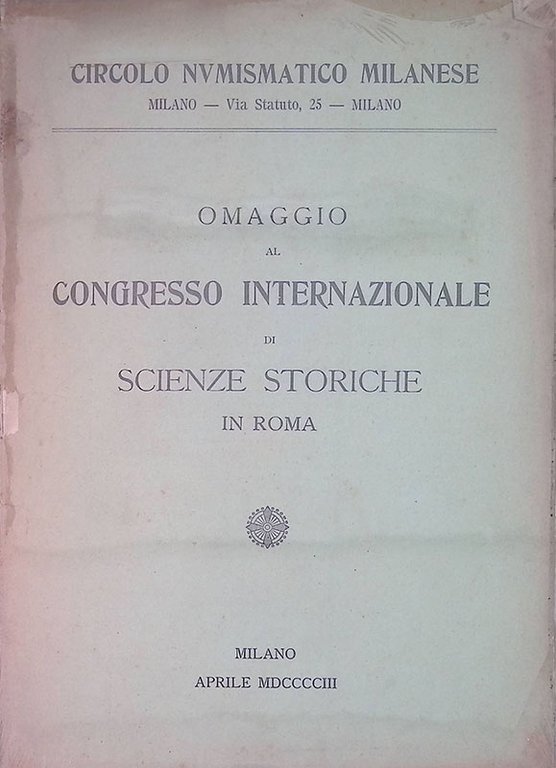 CIRCOLO NVMISMATICO MILANESE
MILANO — Via Statuto, 25 — MILANO
OMAGGIO
AL
CONGRESSO INTERNAZIONALE
DI
SCIENZE STORICHE
IN ROMA
MILANO
APRILE MDCCCCIII